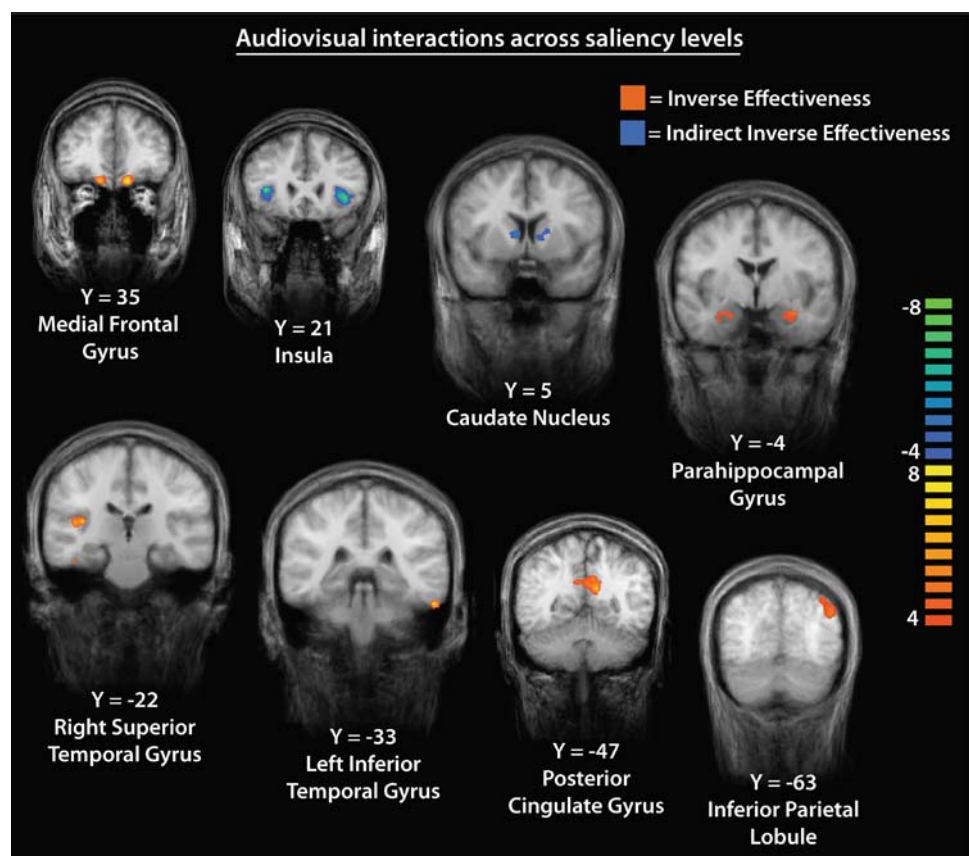 Audiovisual interactions across saliency levels
= Inverse Effectiveness
= Indirect Inverse Effectiveness
Y = 35
Medial Frontal
Gyrus
Y = 21
Insula
Y = 5
Caudate Nucleus
Y = -4
Parahippocampal
Gyrus
-8
-4
8
4
Y = -22
Right Superior
Temporal Gyrus
Y = -33
Left Inferior
Temporal Gyrus
Y = -47
Posterior
Cingulate Gyrus
Y = -63
Inferior Parietal
Lobule